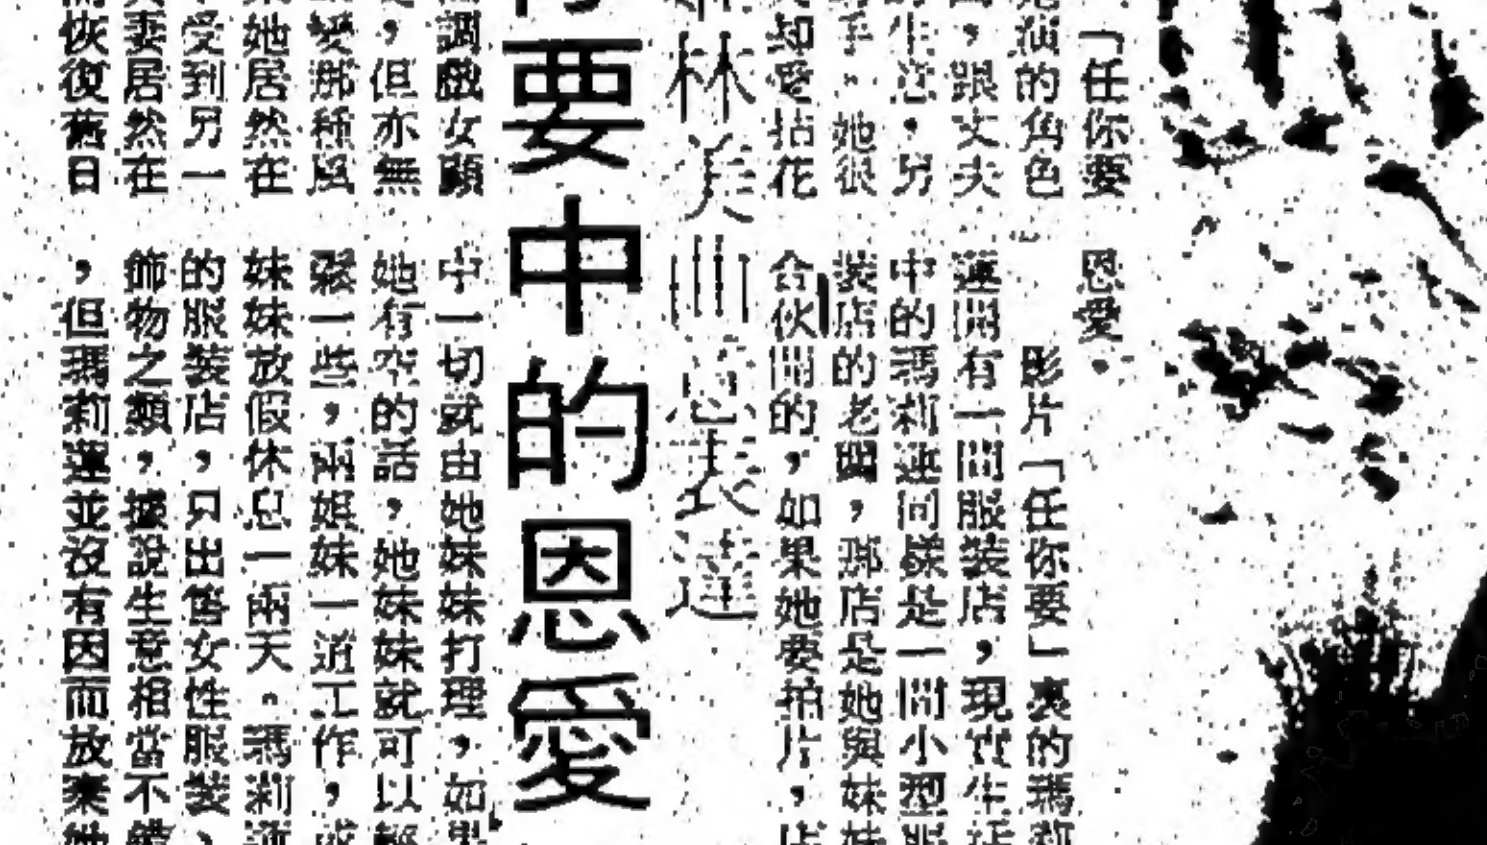 「任你要
演的角色
,跟丈夫
生意,另
手。她很
却愛拈花
恩愛。
影片「任你要」裏的瑪莉
蓮開有一間服裝店,現實生活
中的瑪莉蓮同樣是一間小型服
裝店的老闆,那店是她與妹妹
合伙開的,如果她要拍片,店
林美
要中的恩愛
調戲女顧
,但亦無
變那種風
她居然在
受到另一
妻居然在
恢復舊日
中一切就由她妹妹打理,如果
她有空的話,她妹妹就可以輕
鬆一些,兩姐妹一道工作,或
妹妹放假休息一兩天。瑪莉蓮
的服裝店,只出售女性服裝、
飾物之類,據說生意相當不錯
,但瑪莉蓮並沒有因而放棄她